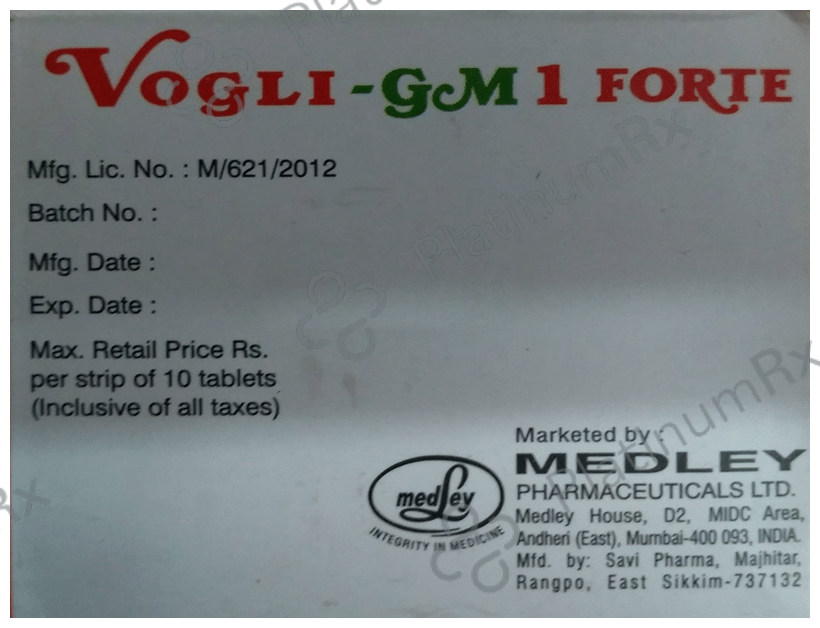 VOGLI-GM 1 FORTE
Mfg. Lic. No. : M/621/2012
Batch No. :
Mfg. Date :
Exp. Date :
Max. Retail Price Rs.
per strip of 10 tablets
(Inclusive of all taxes)
Marketed by :
MEDLEY
PHARMACEUTICALS LTD.
Medley House, D2, MIDC Area,
Andheri (East), Mumbai-400 093, INDIA.
Mfd. by: Savi Pharma, Majhitar,
Rangpo, East Sikkim-737132
medley
INTEGRITY IN MEDICINE
PlatinumRx
PlatinumRx
PlatinumRx